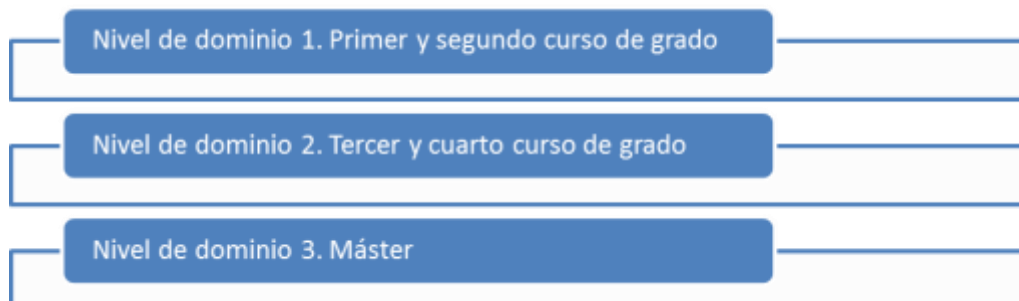 Nivel de dominio 1. Primer y segundo curso de grado
Nivel de dominio 2. Tercer y cuarto curso de grado
Nivel de dominio 3. Máster